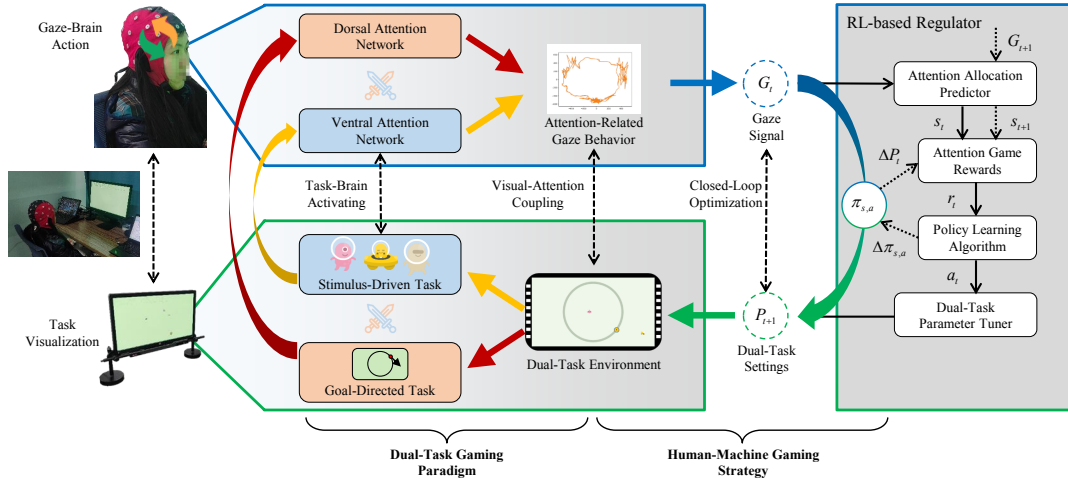 Gaze-Brain
Action
Dorsal Attention
Network
Ventral Attention
Network
Attention-Related
Gaze Behavior
G_t
Gaze
Signal
RL-based Regulator
G_{t+1}
Attention Allocation
Predictor
s_t
s_{t+1}
Attention Game
Rewards
ΔP_t
r_t
π_{s,a}
Δπ_{s,a}
Policy Learning
Algorithm
a_t
Dual-Task
Parameter Tuner
Task-Brain
Activating
Visual-Attention
Coupling
Closed-Loop
Optimization
Stimulus-Driven Task
Goal-Directed Task
Dual-Task Environment
P_{t+1}
Dual-Task
Settings
Task
Visualization
Dual-Task Gaming
Paradigm
Human-Machine Gaming
Strategy